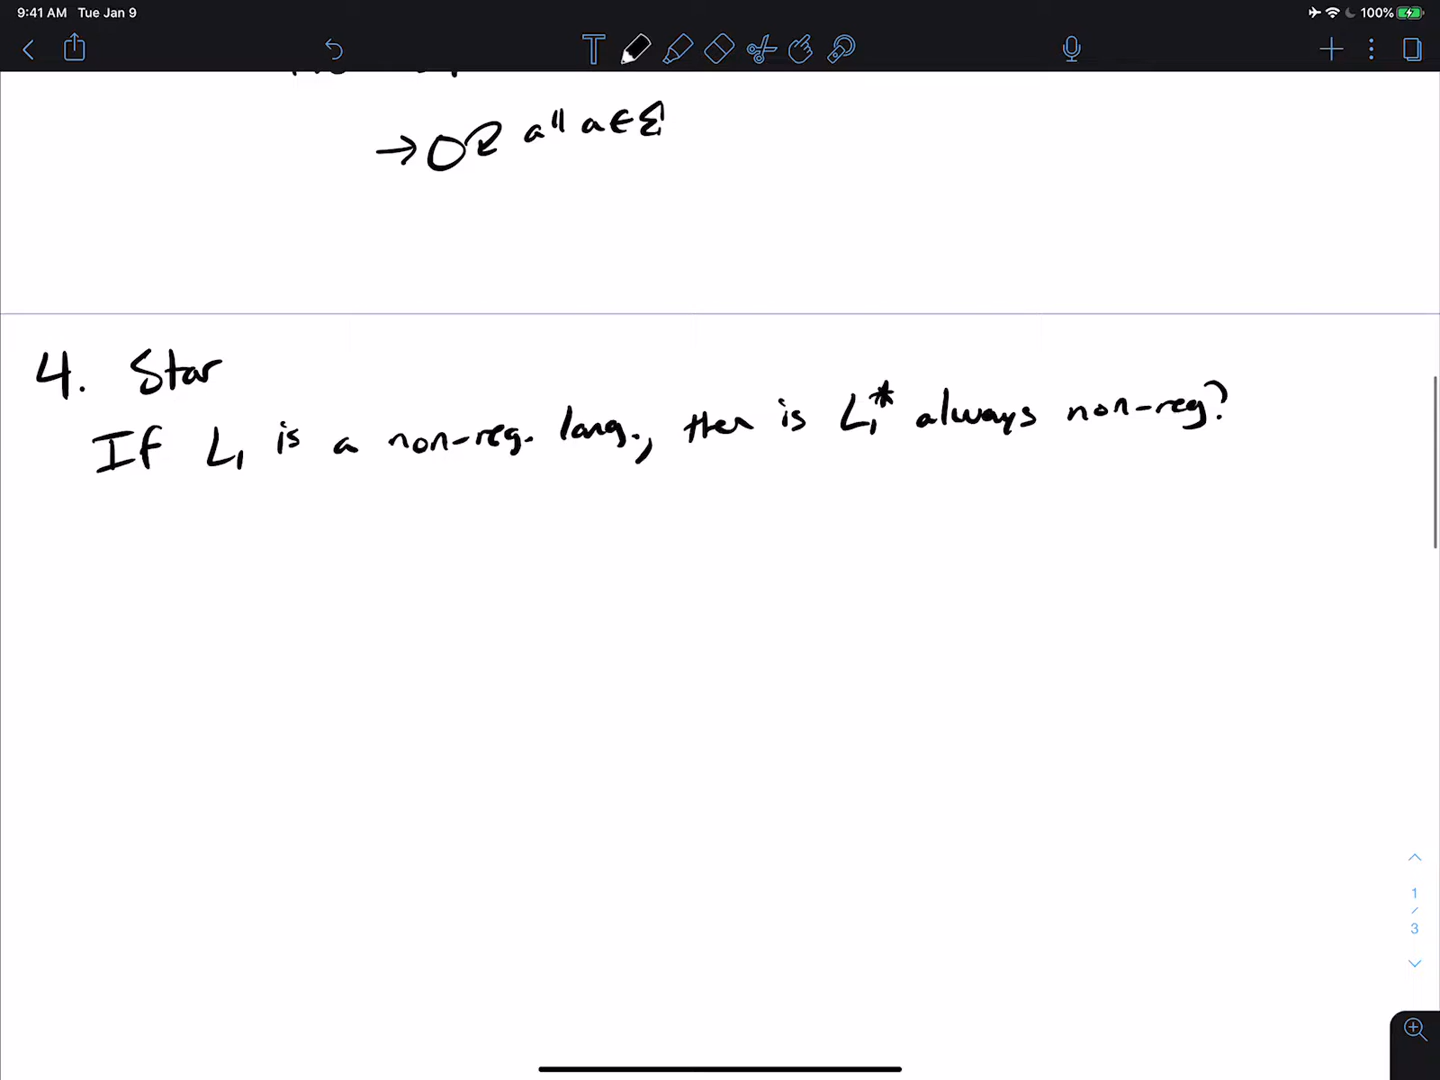 9:41 AM Tue Jan 9
100%
T
→ all a ∈ Σ
4. Star
If L₁ is a non-reg. lang., then is L₁* always non-reg?
1
/
3